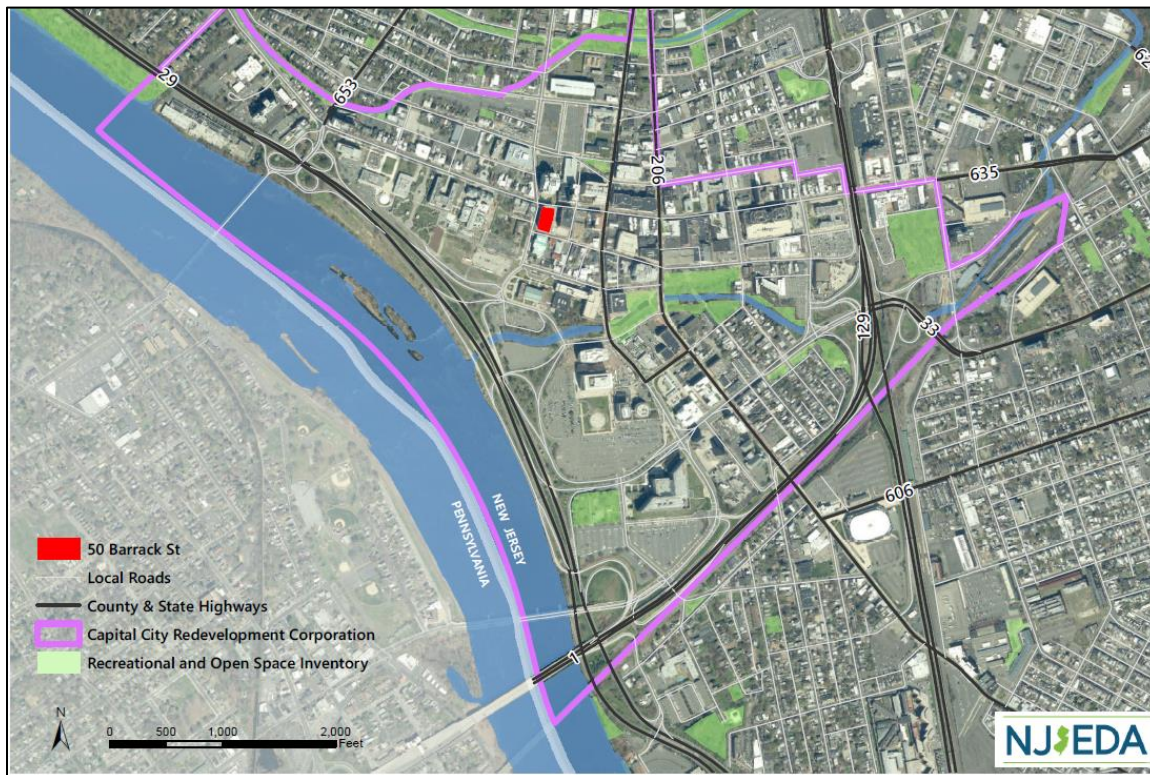 29
653
206
635
62
129
33
606
1
NEW JERSEY
PENNSYLVANIA
50 Barrack St
Local Roads
County & State Highways
Capital City Redevelopment Corporation
Recreational and Open Space Inventory
N
0 500 1,000 2,000
Feet
NJEDA